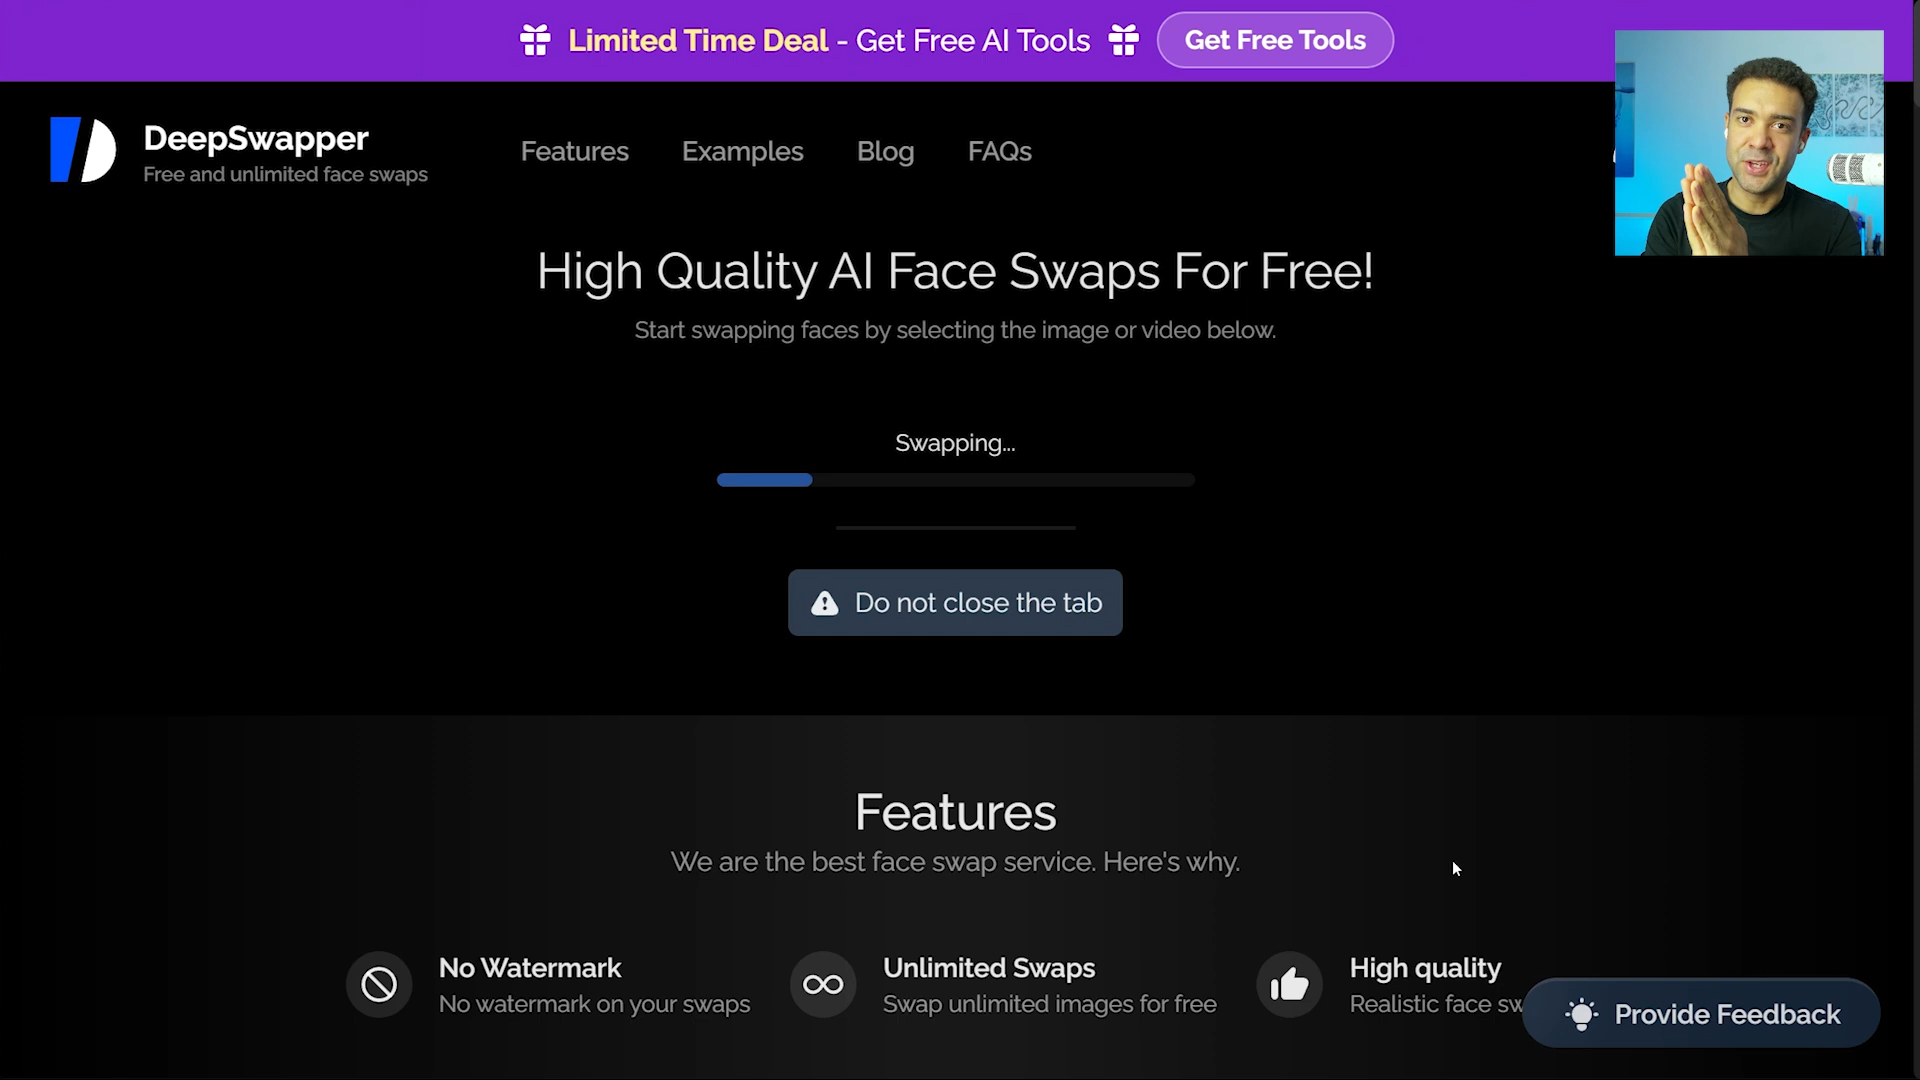 Limited Time Deal - Get Free AI Tools
Get Free Tools
DeepSwapper
Free and unlimited face swaps
Features
Examples
Blog
FAQs
High Quality AI Face Swaps For Free!
Start swapping faces by selecting the image or video below.
Swapping...
Do not close the tab
Features
We are the best face swap service. Here's why.
No Watermark
No watermark on your swaps
Unlimited Swaps
Swap unlimited images for free
High quality
Realistic face sw
Provide Feedback